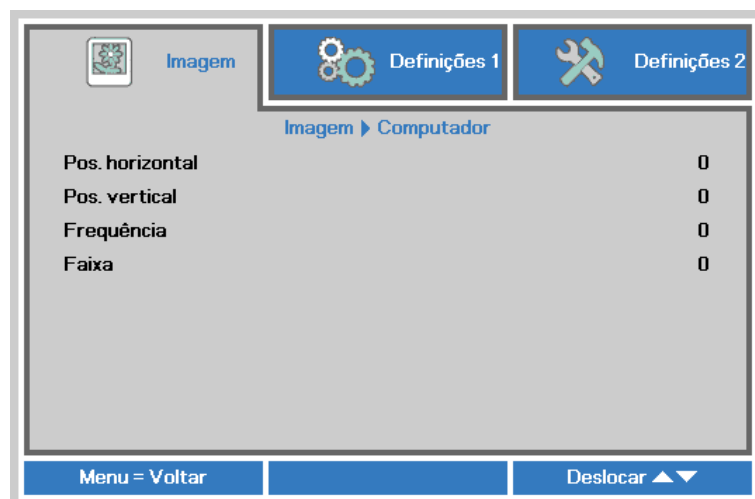 Imagem
Definições 1
Definições 2
Imagem ▶ Computador
Pos. horizontal 0
Pos. vertical 0
Frequência 0
Faixa 0
Menu = Voltar
Deslocar ▲▼